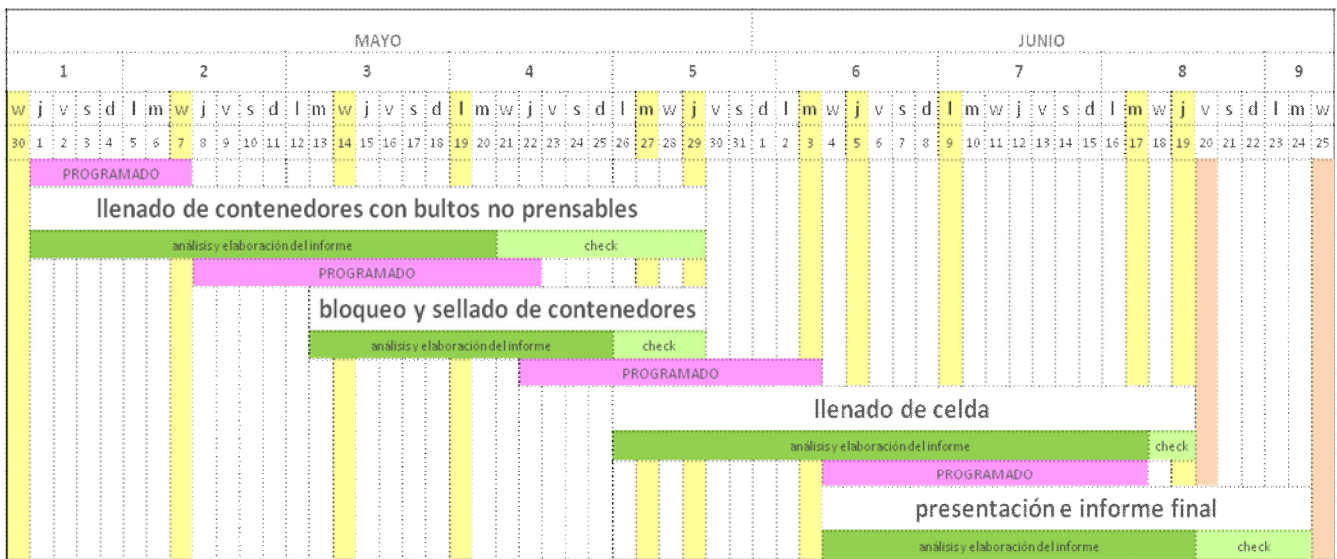 MAYO JUNIO
1 2 3 4 5 6 7 8 9
w j v s d l m w j v s d l m w j v s d l m w j v s d l m w j v s d l m w j v s d l m w j v s d l m w j v s d l m w
30 1 2 3 4 5 6 7 8 9 10 11 12 13 14 15 16 17 18 19 20 21 22 23 24 25 26 27 28 29 30 31 1 2 3 4 5 6 7 8 9 10 11 12 13 14 15 16 17 18 19 20 21 22 23 24 25
PROGRAMADO
llenado de contenedores con bultos no prensables
análisis y elaboración del informe check
PROGRAMADO
bloqueo y sellado de contenedores
análisis y elaboración del informe check
PROGRAMADO
llenado de celda
análisis y elaboración del informe check
PROGRAMADO
presentación e informe final
análisis y elaboración del informe check